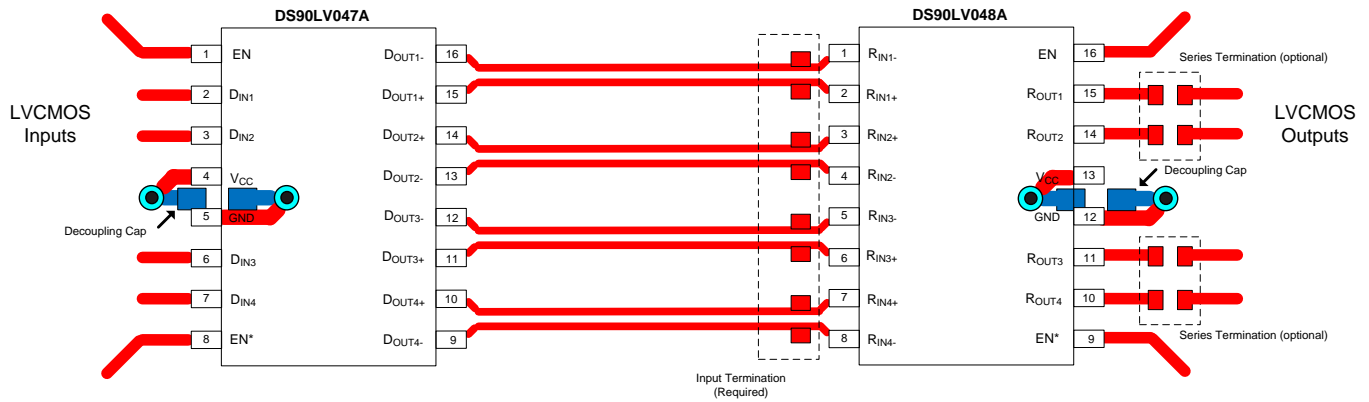 DS90LV047A
DS90LV048A
LVCMOS
Inputs
1
EN
2
DIN1
3
DIN2
4
VCC
5
GND
Decoupling Cap
6
DIN3
7
DIN4
8
EN*
DOUT1-
16
DOUT1+
15
DOUT2+
14
DOUT2-
13
DOUT3-
12
DOUT3+
11
DOUT4+
10
DOUT4-
9
Input Termination
(Required)
1
RIN1-
2
RIN1+
3
RIN2+
4
RIN2-
5
RIN3-
6
RIN3+
7
RIN4+
8
RIN4-
EN
16
ROUT1
15
ROUT2
14
VCC
13
GND
12
ROUT3
11
ROUT4
10
EN*
9
Series Termination (optional)
LVCMOS
Outputs
Decoupling Cap
Series Termination (optional)